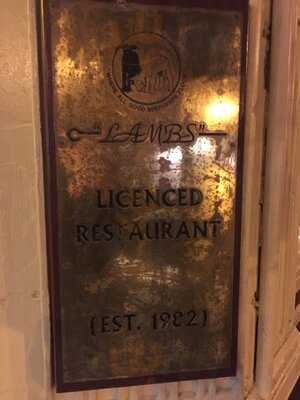 "LAMBS"
LICENCED
RESTAURANT
(EST. 1982)